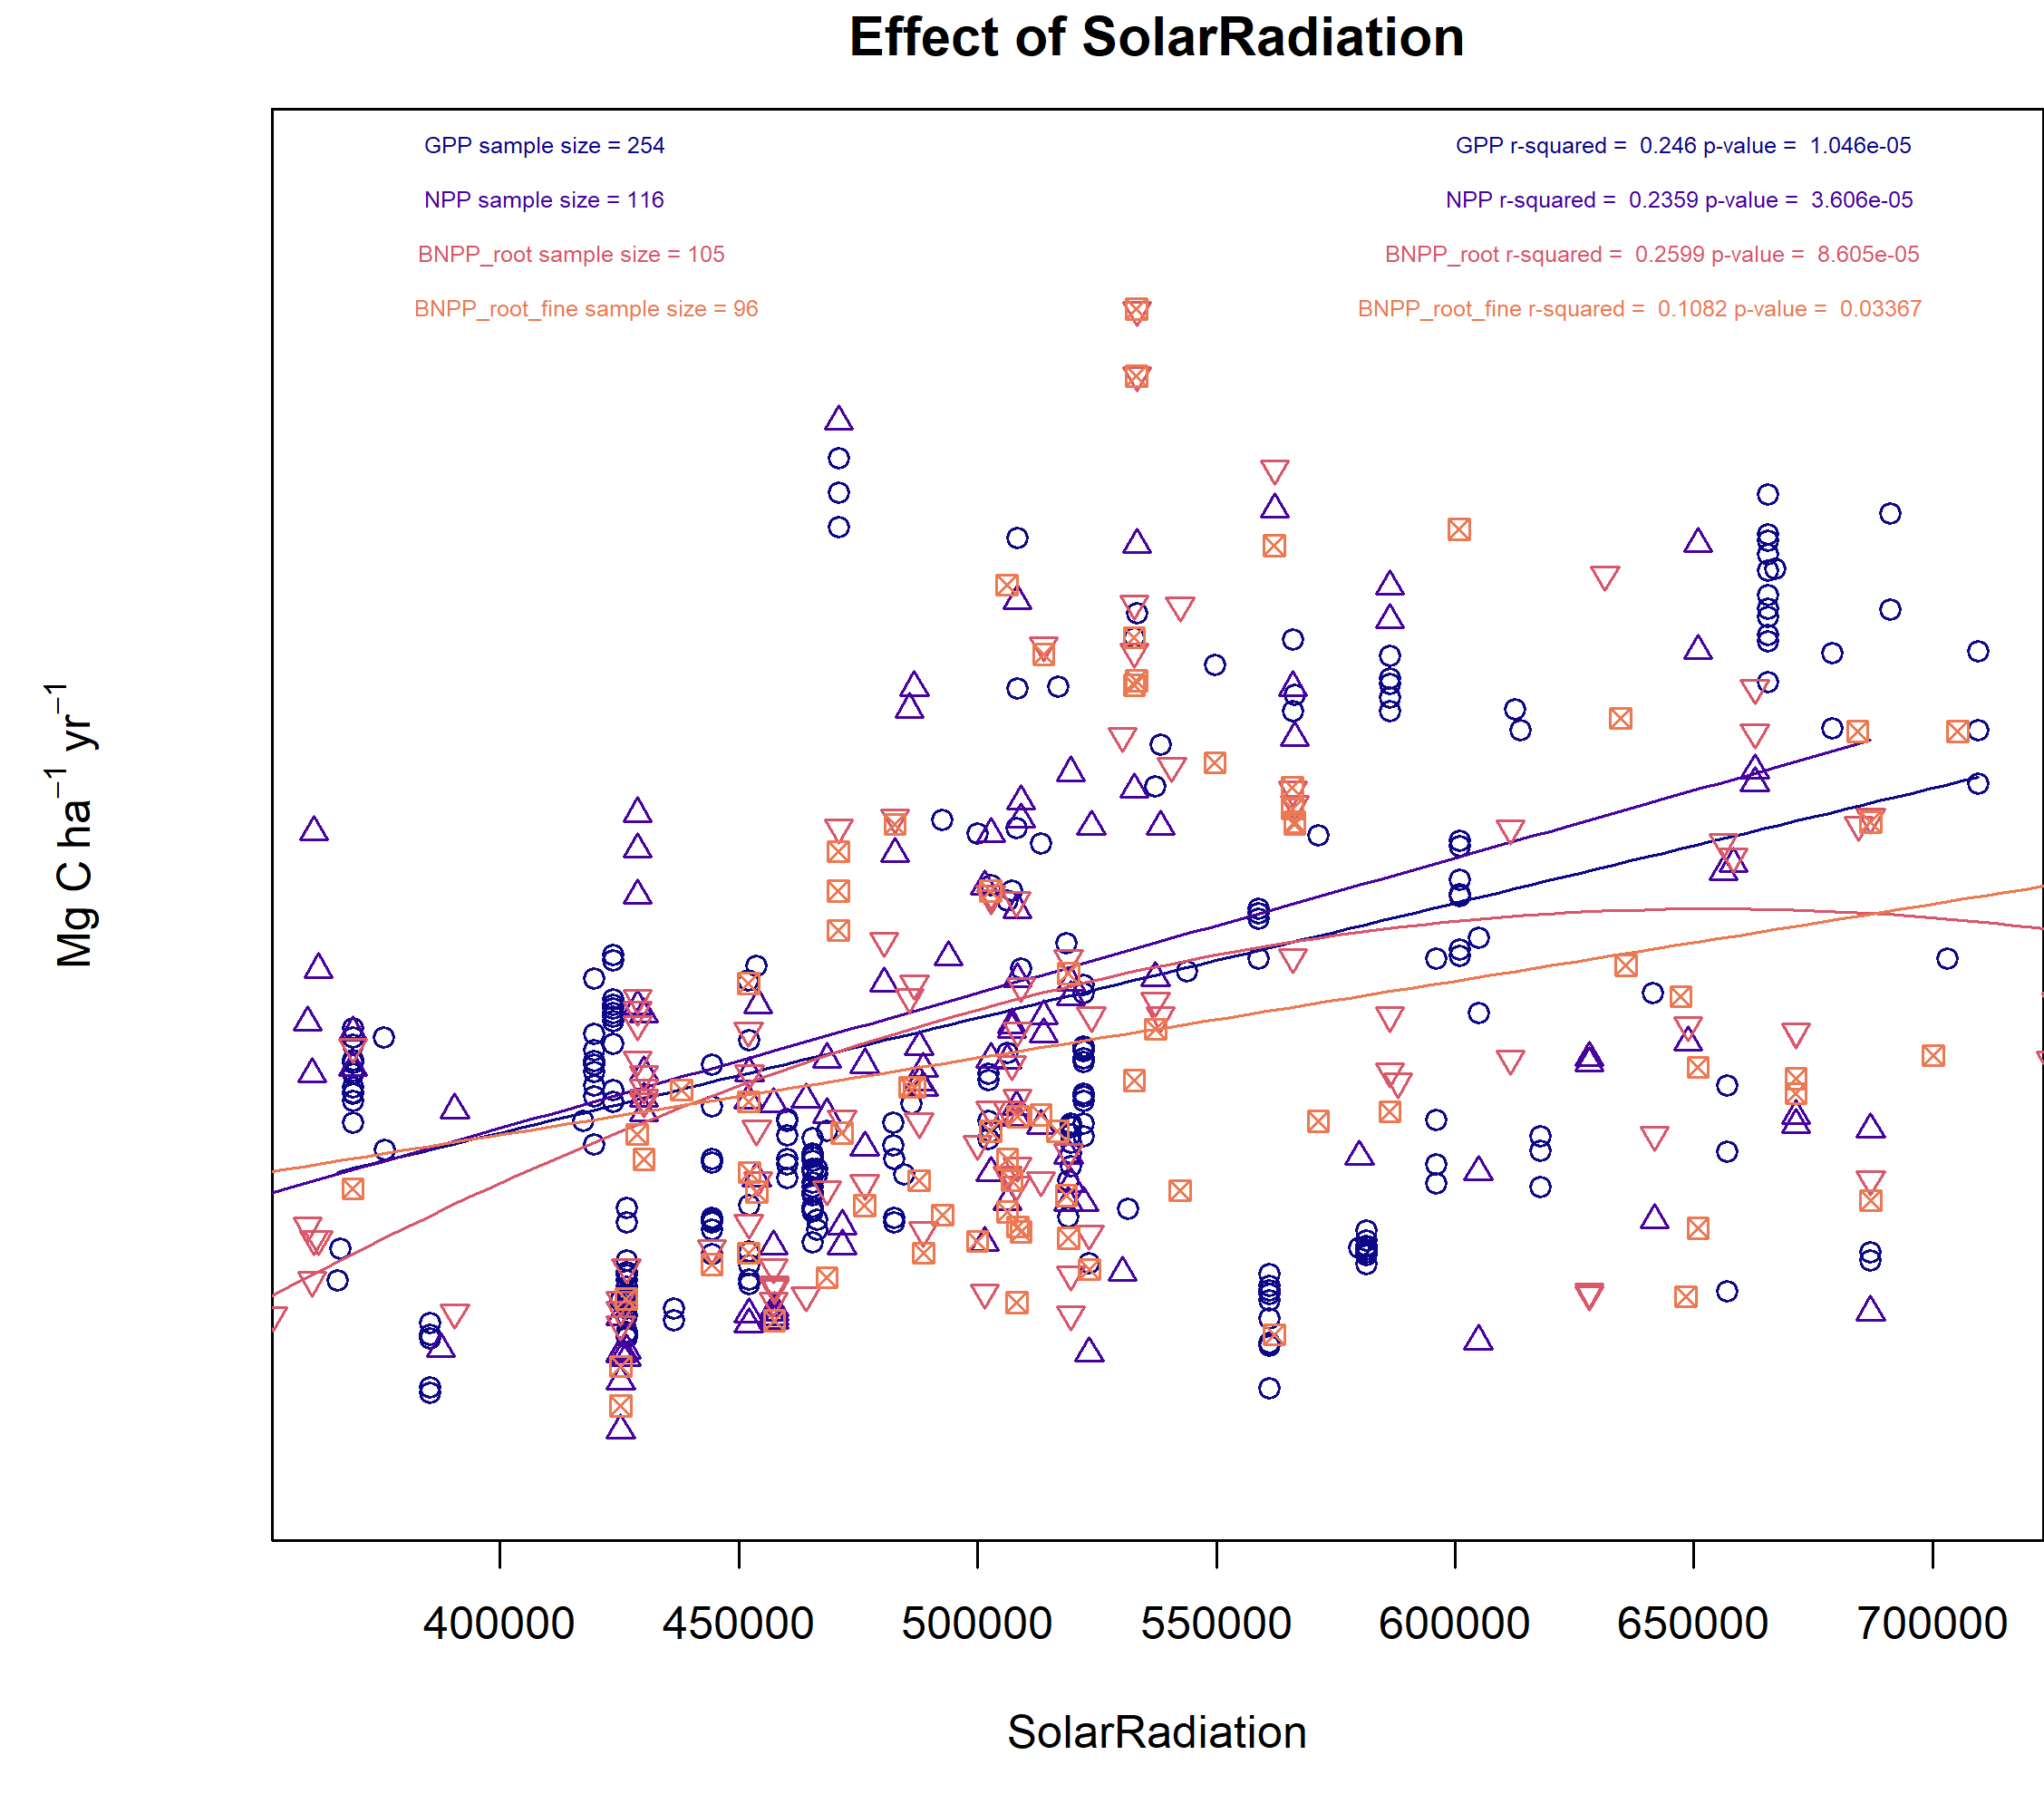 Effect of SolarRadiation
GPP sample size = 254
GPP r-squared = 0.246 p-value = 1.046e-05
NPP sample size = 116
NPP r-squared = 0.2359 p-value = 3.606e-05
BNPP_root sample size = 105
BNPP_root r-squared = 0.2599 p-value = 8.605e-05
BNPP_root_fine sample size = 96
BNPP_root_fine r-squared = 0.1082 p-value = 0.03367
Mg C ha⁻¹ yr⁻¹
400000 450000 500000 550000 600000 650000 700000
SolarRadiation